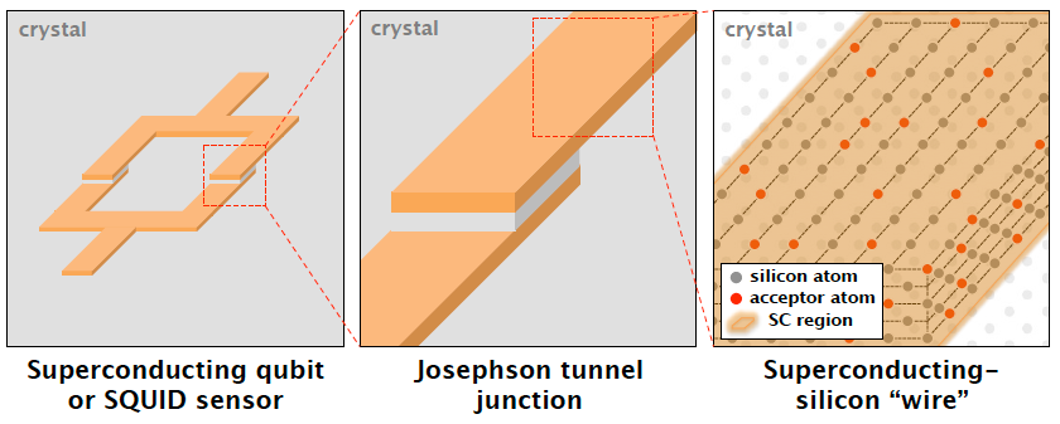 crystal
crystal
crystal
silicon atom
acceptor atom
SC region
Superconducting qubit
or SQUID sensor
Josephson tunnel
junction
Superconducting–
silicon “wire”